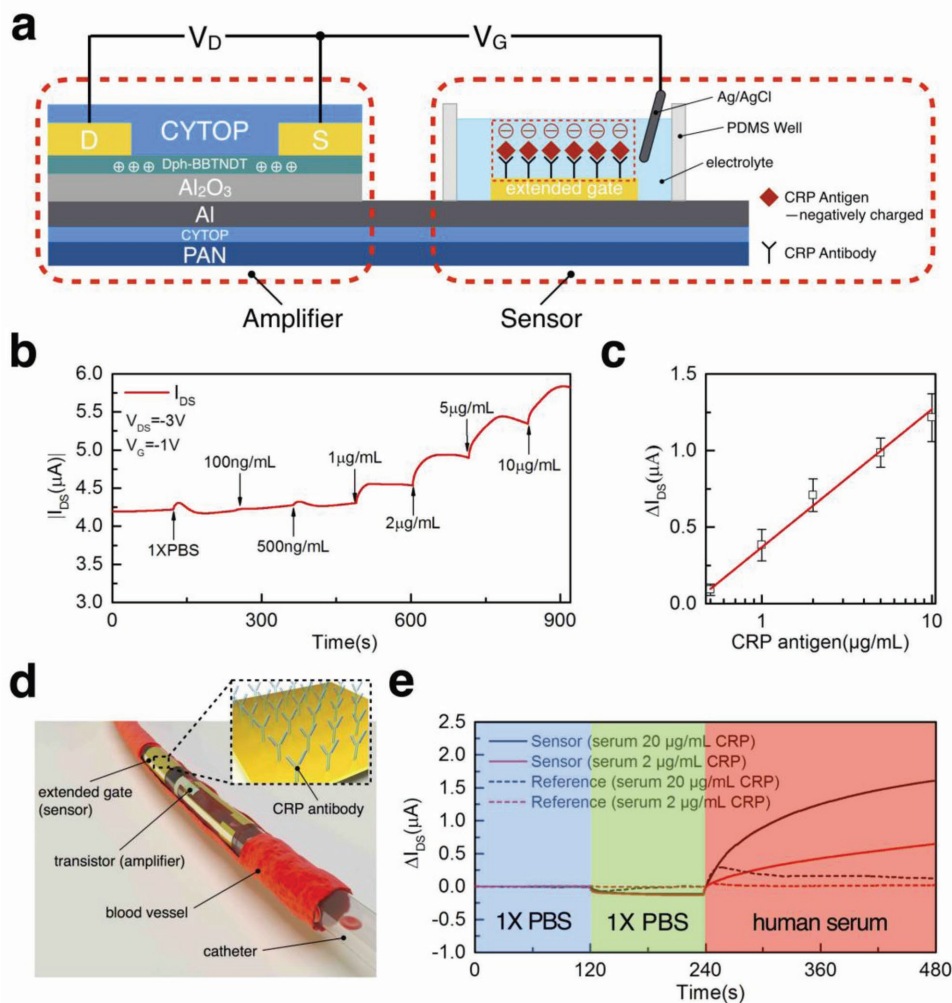 a
V_D
V_G
D
CYTOP
S
Dph-BBTNDT
Al₂O₃
Al
CYTOP
PAN
Amplifier
extended gate
Ag/AgCl
PDMS Well
electrolyte
CRP Antigen
—negatively charged
CRP Antibody
Sensor
b
|I_DS(μA)|
6.0
5.5
5.0
4.5
4.0
3.5
3.0
I_DS
V_DS=-3V
V_G=-1V
1XPBS
100ng/mL
500ng/mL
1μg/mL
2μg/mL
5μg/mL
10μg/mL
0
300
600
900
Time(s)
c
ΔI_DS(μA)
1.5
1.0
0.5
0.0
1
10
CRP antigen(μg/mL)
d
extended gate
(sensor)
transistor (amplifier)
blood vessel
catheter
CRP antibody
e
ΔI_DS(μA)
2.5
2.0
1.5
1.0
0.5
0.0
-0.5
-1.0
Sensor (serum 20 μg/mL CRP)
Sensor (serum 2 μg/mL CRP)
Reference (serum 20 μg/mL CRP)
Reference (serum 2 μg/mL CRP)
1X PBS
1X PBS
human serum
0
120
240
360
480
Time(s)